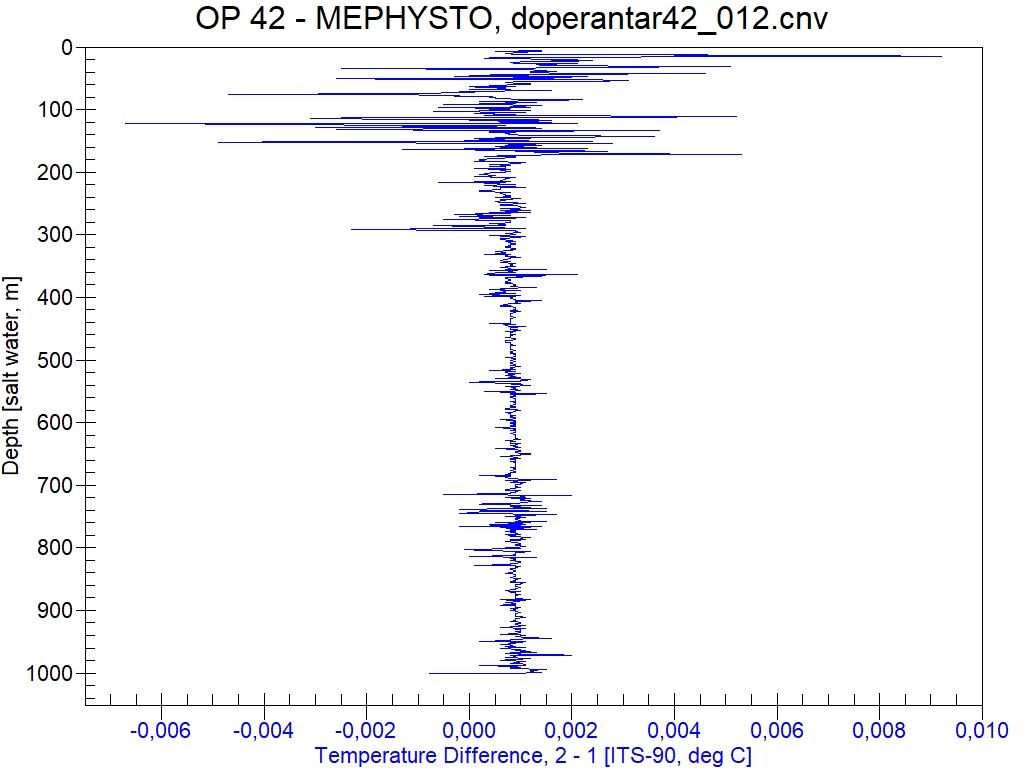 OP 42 - MEPHYSTO, doperantar42_012.cnv
0
100
200
300
400
500
600
700
800
900
1000
Depth [salt water, m]
-0,006 -0,004 -0,002 0,000 0,002 0,004 0,006 0,008 0,010
Temperature Difference, 2 - 1 [ITS-90, deg C]